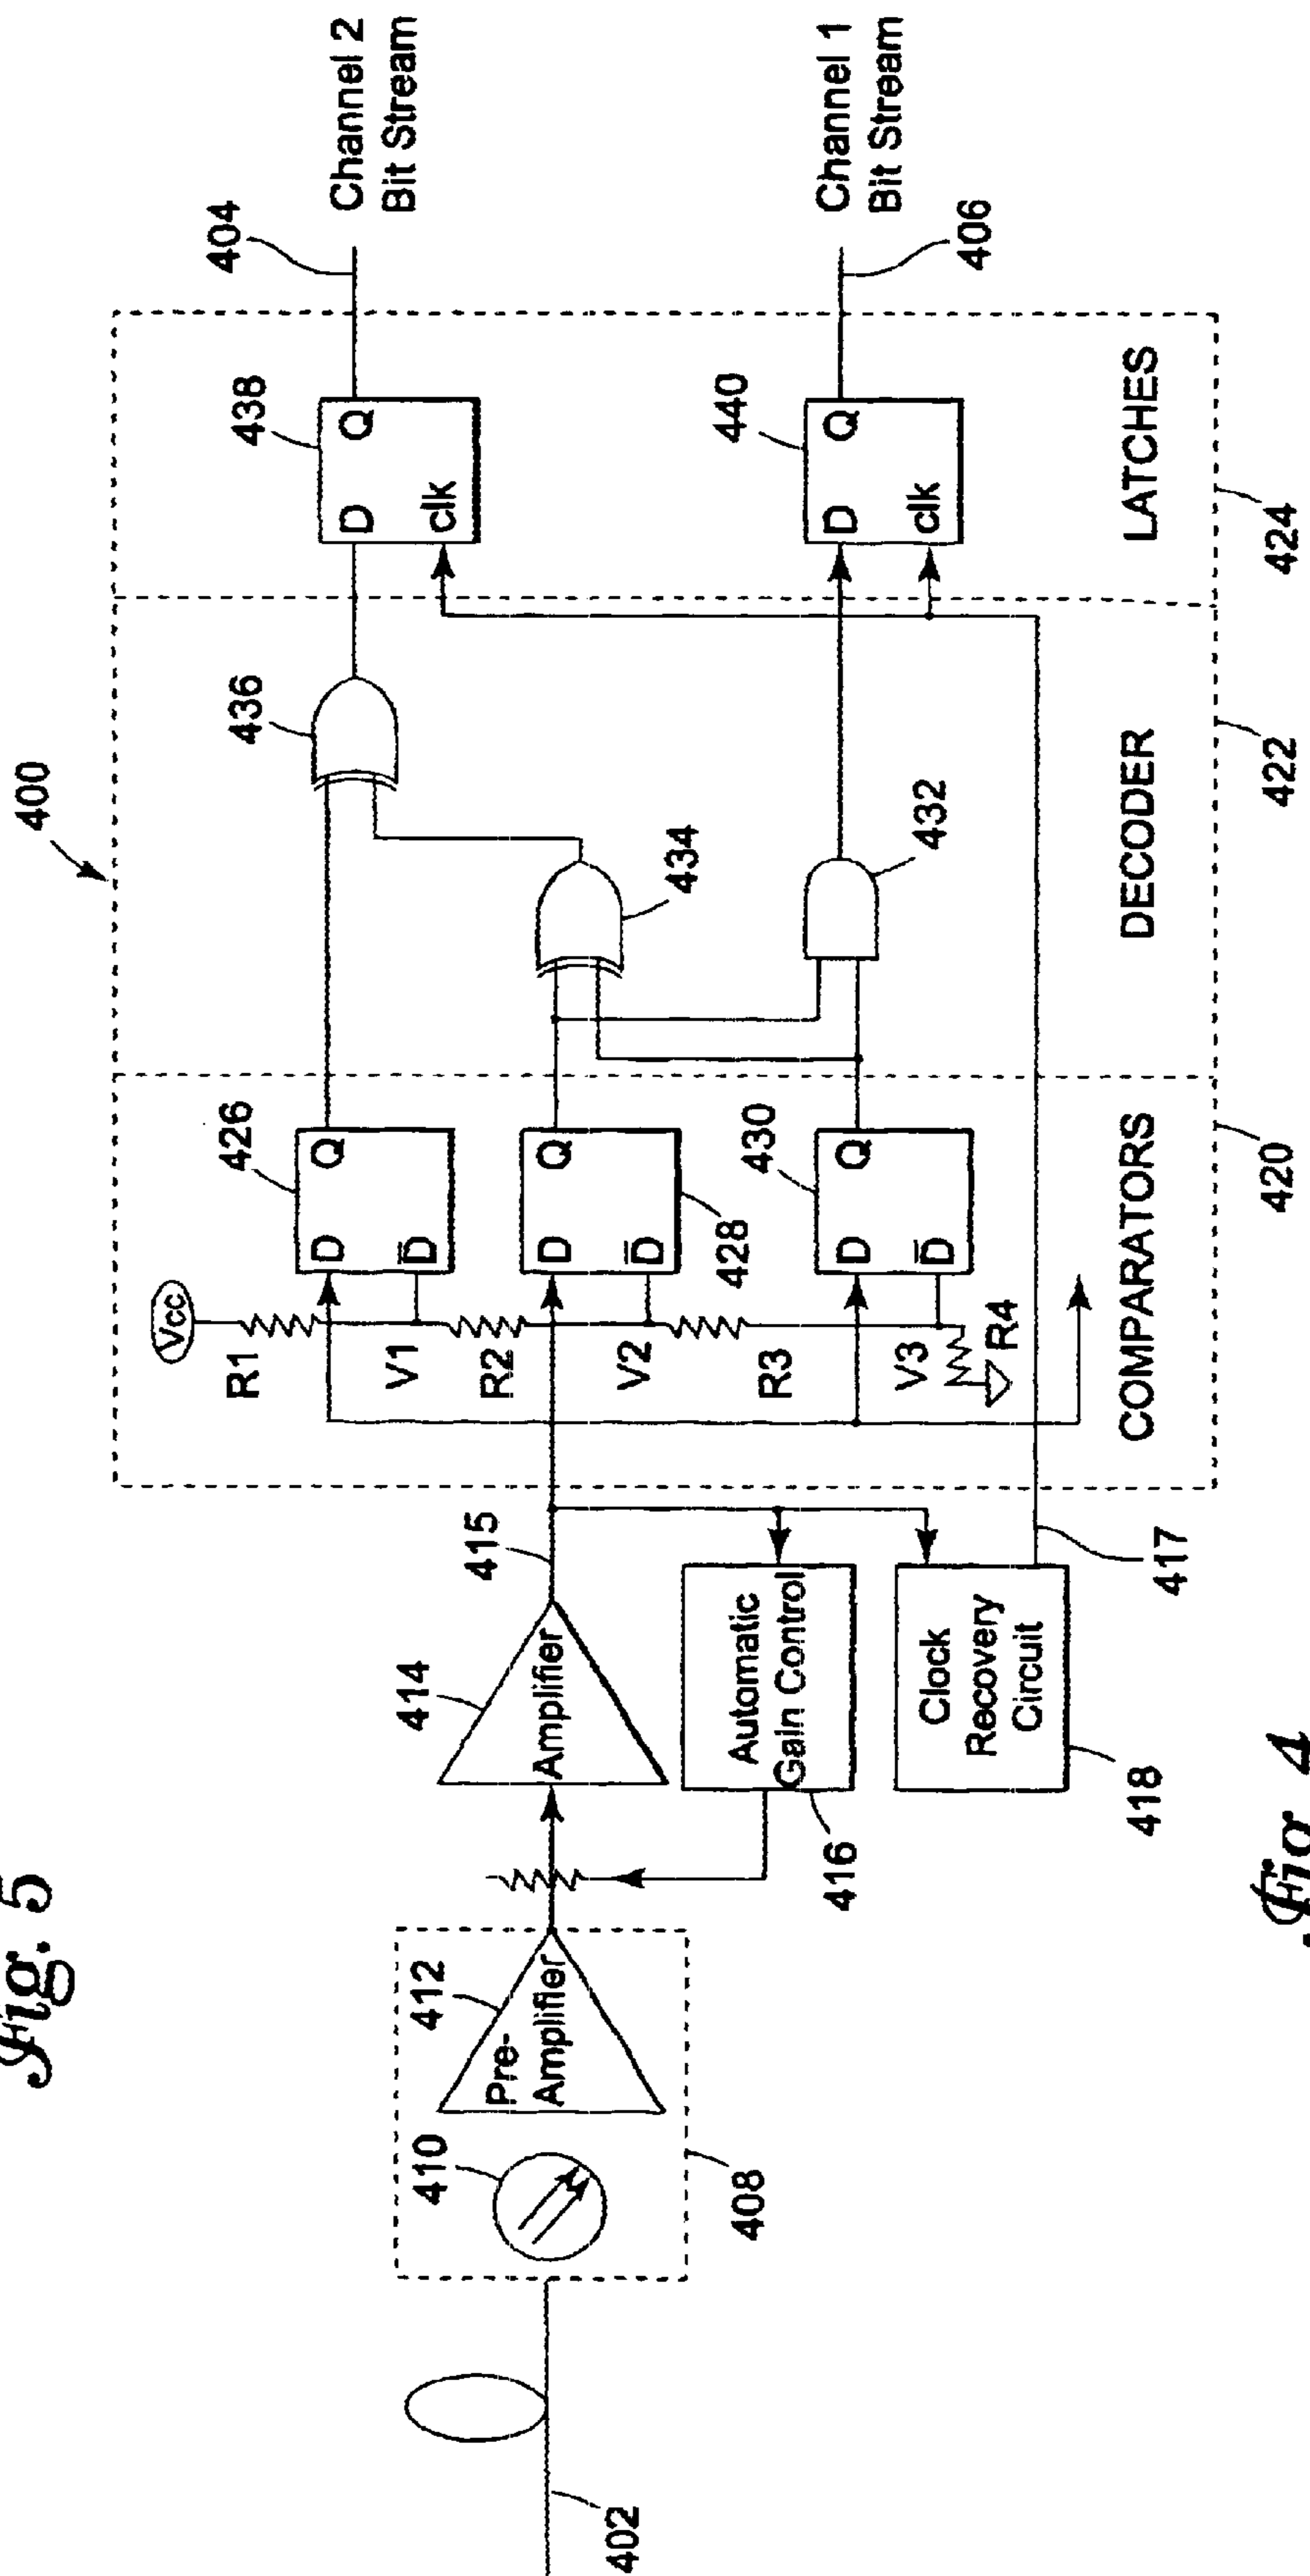 Fig. 5
400
Vcc
R1
V1
R2
V2
R3
V3
R4
426
D
Q
D̅
428
D
Q
D̅
430
D
Q
D̅
436
434
432
438
D
Q
clk
440
D
Q
clk
404
Channel 2
Bit Stream
406
Channel 1
Bit Stream
COMPARATORS
420
DECODER
422
LATCHES
424
402
408
410
412
Pre-
Amplifier
414
Amplifier
415
416
Automatic
Gain Control
417
418
Clock
Recovery
Circuit
Fig. 4